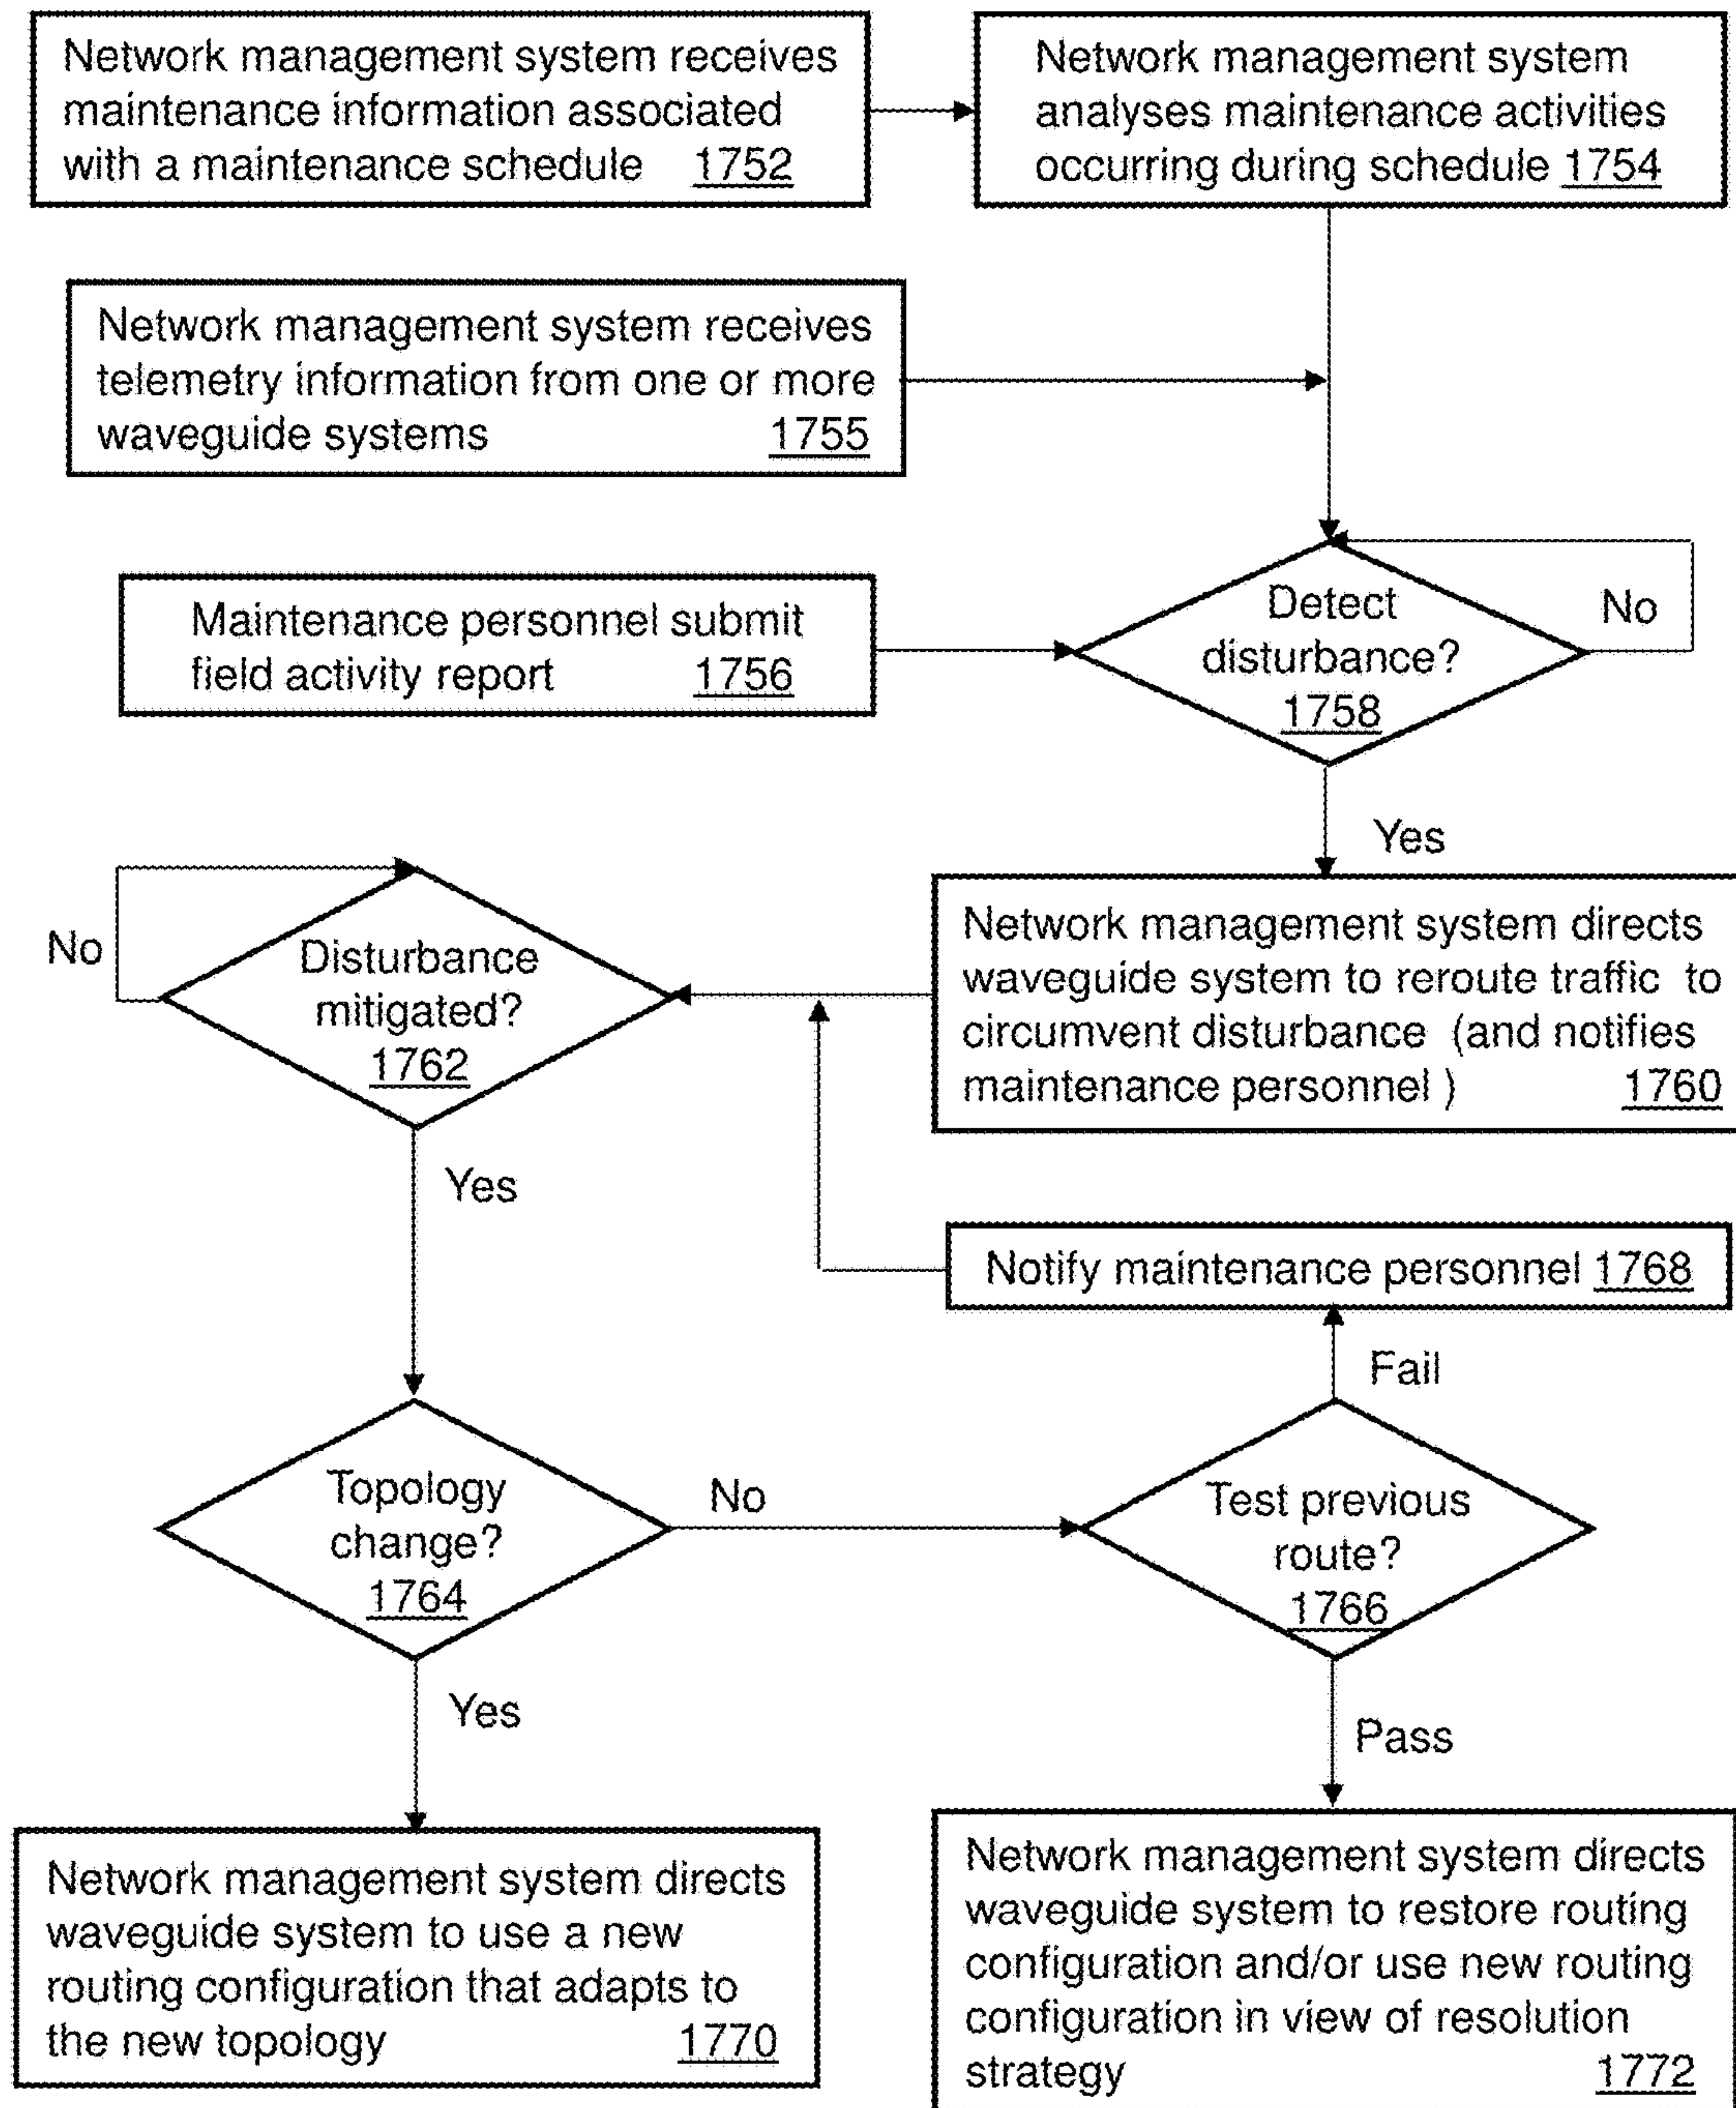 Network management system receives
maintenance information associated
with a maintenance schedule 1752
Network management system
analyses maintenance activities
occurring during schedule 1754
Network management system receives
telemetry information from one or more
waveguide systems 1755
Maintenance personnel submit
field activity report 1756
Detect
disturbance?
1758
No
Yes
Network management system directs
waveguide system to reroute traffic to
circumvent disturbance (and notifies
maintenance personnel ) 1760
Disturbance
mitigated?
1762
No
Yes
Notify maintenance personnel 1768
Fail
Topology
change?
1764
No
Test previous
route?
1766
Yes
Pass
Network management system directs
waveguide system to use a new
routing configuration that adapts to
the new topology 1770
Network management system directs
waveguide system to restore routing
configuration and/or use new routing
configuration in view of resolution
strategy 1772